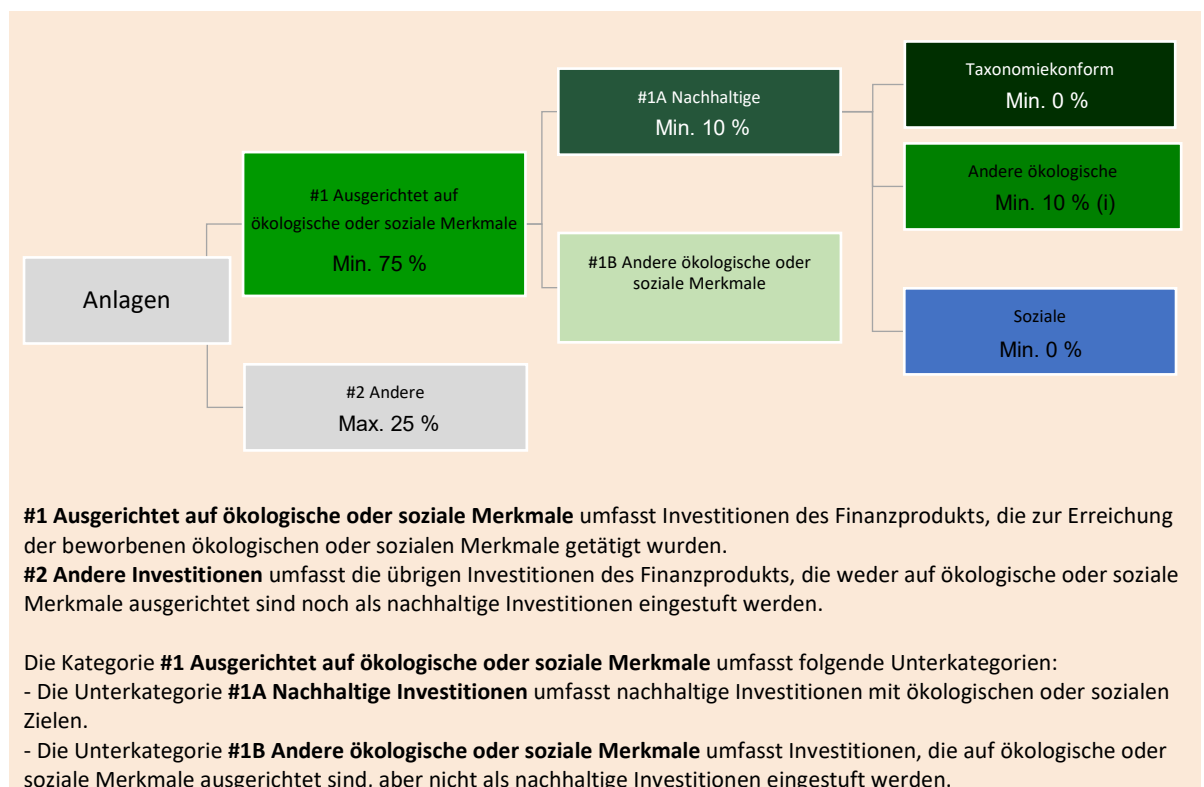 Taxonomiekonform
Min. 0 %
#1A Nachhaltige
Min. 10 %
Andere ökologische
Min. 10 % (i)
#1 Ausgerichtet auf
ökologische oder soziale Merkmale
Min. 75 %
#1B Andere ökologische oder
soziale Merkmale
Anlagen
Soziale
Min. 0 %
#2 Andere
Max. 25 %
#1 Ausgerichtet auf ökologische oder soziale Merkmale umfasst Investitionen des Finanzprodukts, die zur Erreichung
der beworbenen ökologischen oder sozialen Merkmale getätigt wurden.
#2 Andere Investitionen umfasst die übrigen Investitionen des Finanzprodukts, die weder auf ökologische oder soziale
Merkmale ausgerichtet sind noch als nachhaltige Investitionen eingestuft werden.
Die Kategorie #1 Ausgerichtet auf ökologische oder soziale Merkmale umfasst folgende Unterkategorien:
- Die Unterkategorie #1A Nachhaltige Investitionen umfasst nachhaltige Investitionen mit ökologischen oder sozialen
Zielen.
- Die Unterkategorie #1B Andere ökologische oder soziale Merkmale umfasst Investitionen, die auf ökologische oder
soziale Merkmale ausgerichtet sind, aber nicht als nachhaltige Investitionen eingestuft werden.